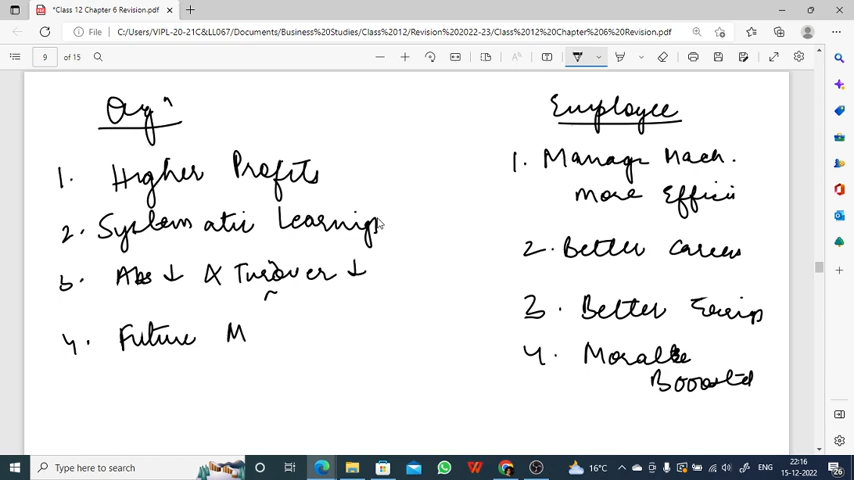 *Class 12 Chapter 6 Revision.pdf
File
C:/Users/VIPL-20-21C&LL067/Documents/Business%20Studies/Class%2012/Revision%202022-23/Class%2012%20Chapter%206%20Revision.pdf
9 of 15
Orgn
Employee
1. Higher Profits
1. Manage Mach.
more Effici
2. Systematic Learning
2. Better career
3. Abs ↓ & Turnover ↓
3. Better
4. Future M
4. Morale
Boosted
Type here to search
16°C
ENG
22:16
15-12-2022
26